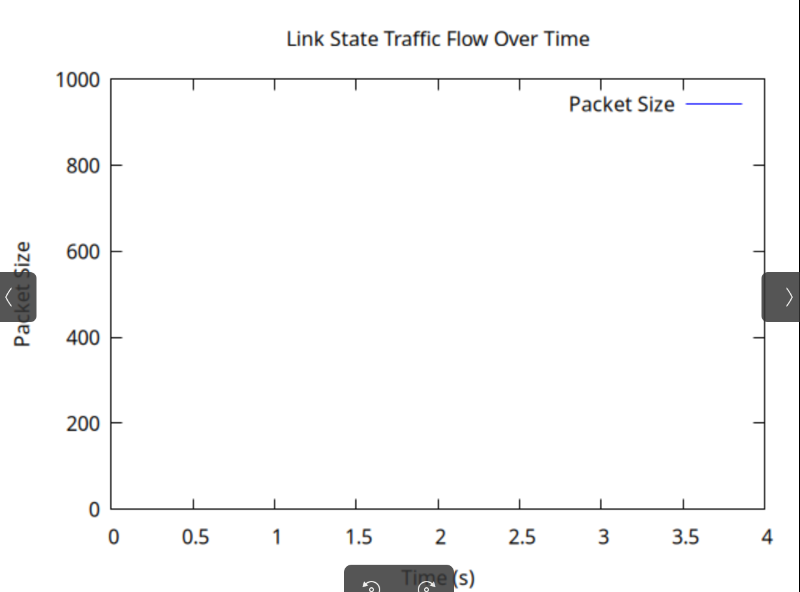 Link State Traffic Flow Over Time
Packet Size
1000
800
600
400
200
0
Packet Size
0 0.5 1 1.5 2 2.5 3 3.5 4
Time (s)